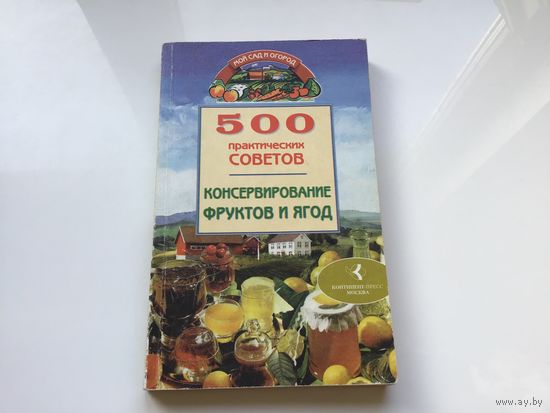 МОЙ САД И ОГОРОД
500
практических
СОВЕТОВ
КОНСЕРВИРОВАНИЕ
ФРУКТОВ И ЯГОД
КОНТИНЕНТ-ПРЕСС
МОСКВА
www.ay.by